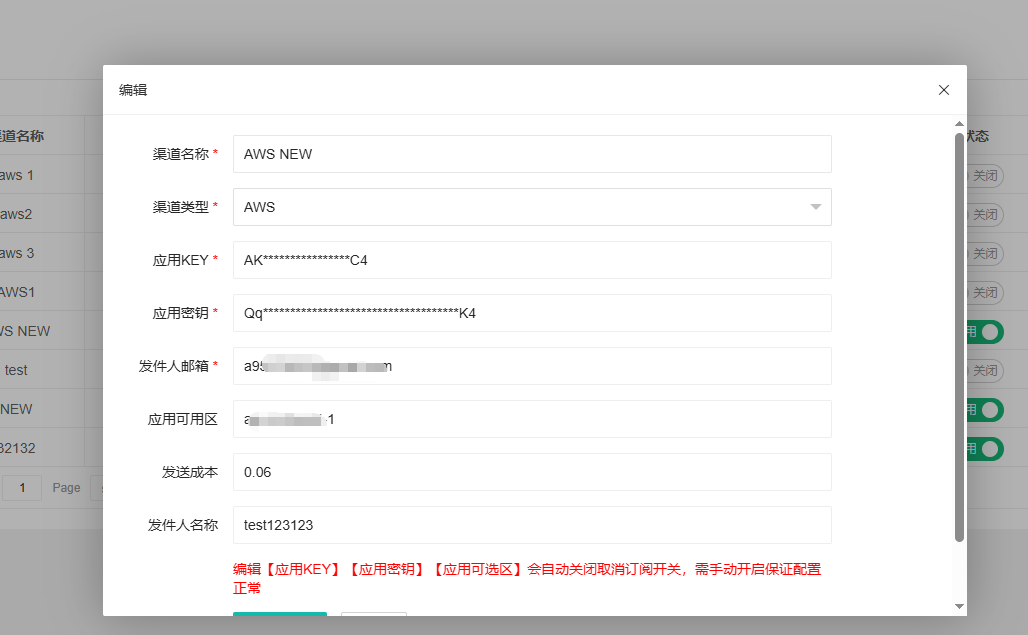 编辑
渠道名称 *
AWS NEW
渠道类型 *
AWS
应用KEY *
AK****************C4
应用密钥 *
Qq************************************K4
发件人邮箱 *
应用可用区
发送成本
0.06
发件人名称
test123123
编辑【应用KEY】【应用密钥】【应用可选区】会自动关闭取消订阅开关，需手动开启保证配置
正常
道名称
aws 1
aws2
aws 3
AWS1
WS NEW
test
NEW
32132
1
Page
状态
关闭
关闭
关闭
关闭
用
关闭
用
用